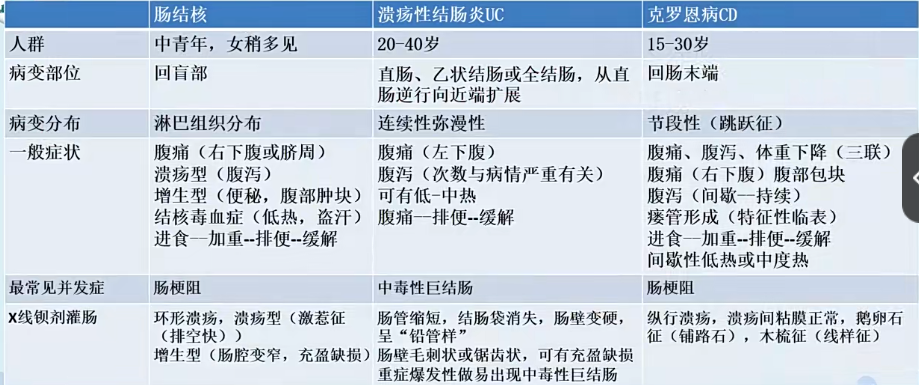 肠结核 溃疡性结肠炎UC 克罗恩病CD
人群 中青年，女稍多见 20-40岁 15-30岁
病变部位 回盲部 直肠、乙状结肠或全结肠，从直 回肠末端
肠逆行向近端扩展
病变分布 淋巴组织分布 连续性弥漫性 节段性（跳跃征）
一般症状 腹痛（右下腹或脐周） 腹痛（左下腹） 腹痛、腹泻、体重下降（三联）
溃疡型（腹泻） 腹泻（次数与病情严重有关） 腹痛（右下腹）腹部包块
增生型（便秘，腹部肿块） 可有低-中热 腹泻（间歇--持续）
结核毒血症（低热，盗汗） 腹痛--排便--缓解 瘘管形成（特征性临表）
进食--加重--排便--缓解 进食--加重--排便--缓解
间歇性低热或中度热
最常见并发症 肠梗阻 中毒性巨结肠 肠梗阻
X线钡剂灌肠 环形溃疡，溃疡型（激惹征 肠管缩短，结肠袋消失，肠壁变硬， 纵行溃疡，溃疡间粘膜正常，鹅卵石
（排空快）） 呈“铅管样” 征（铺路石），木梳征（线样征）
增生型（肠腔变窄，充盈缺损） 肠壁毛刺状或锯齿状，可有充盈缺损
重症爆发性做易出现中毒性巨结肠